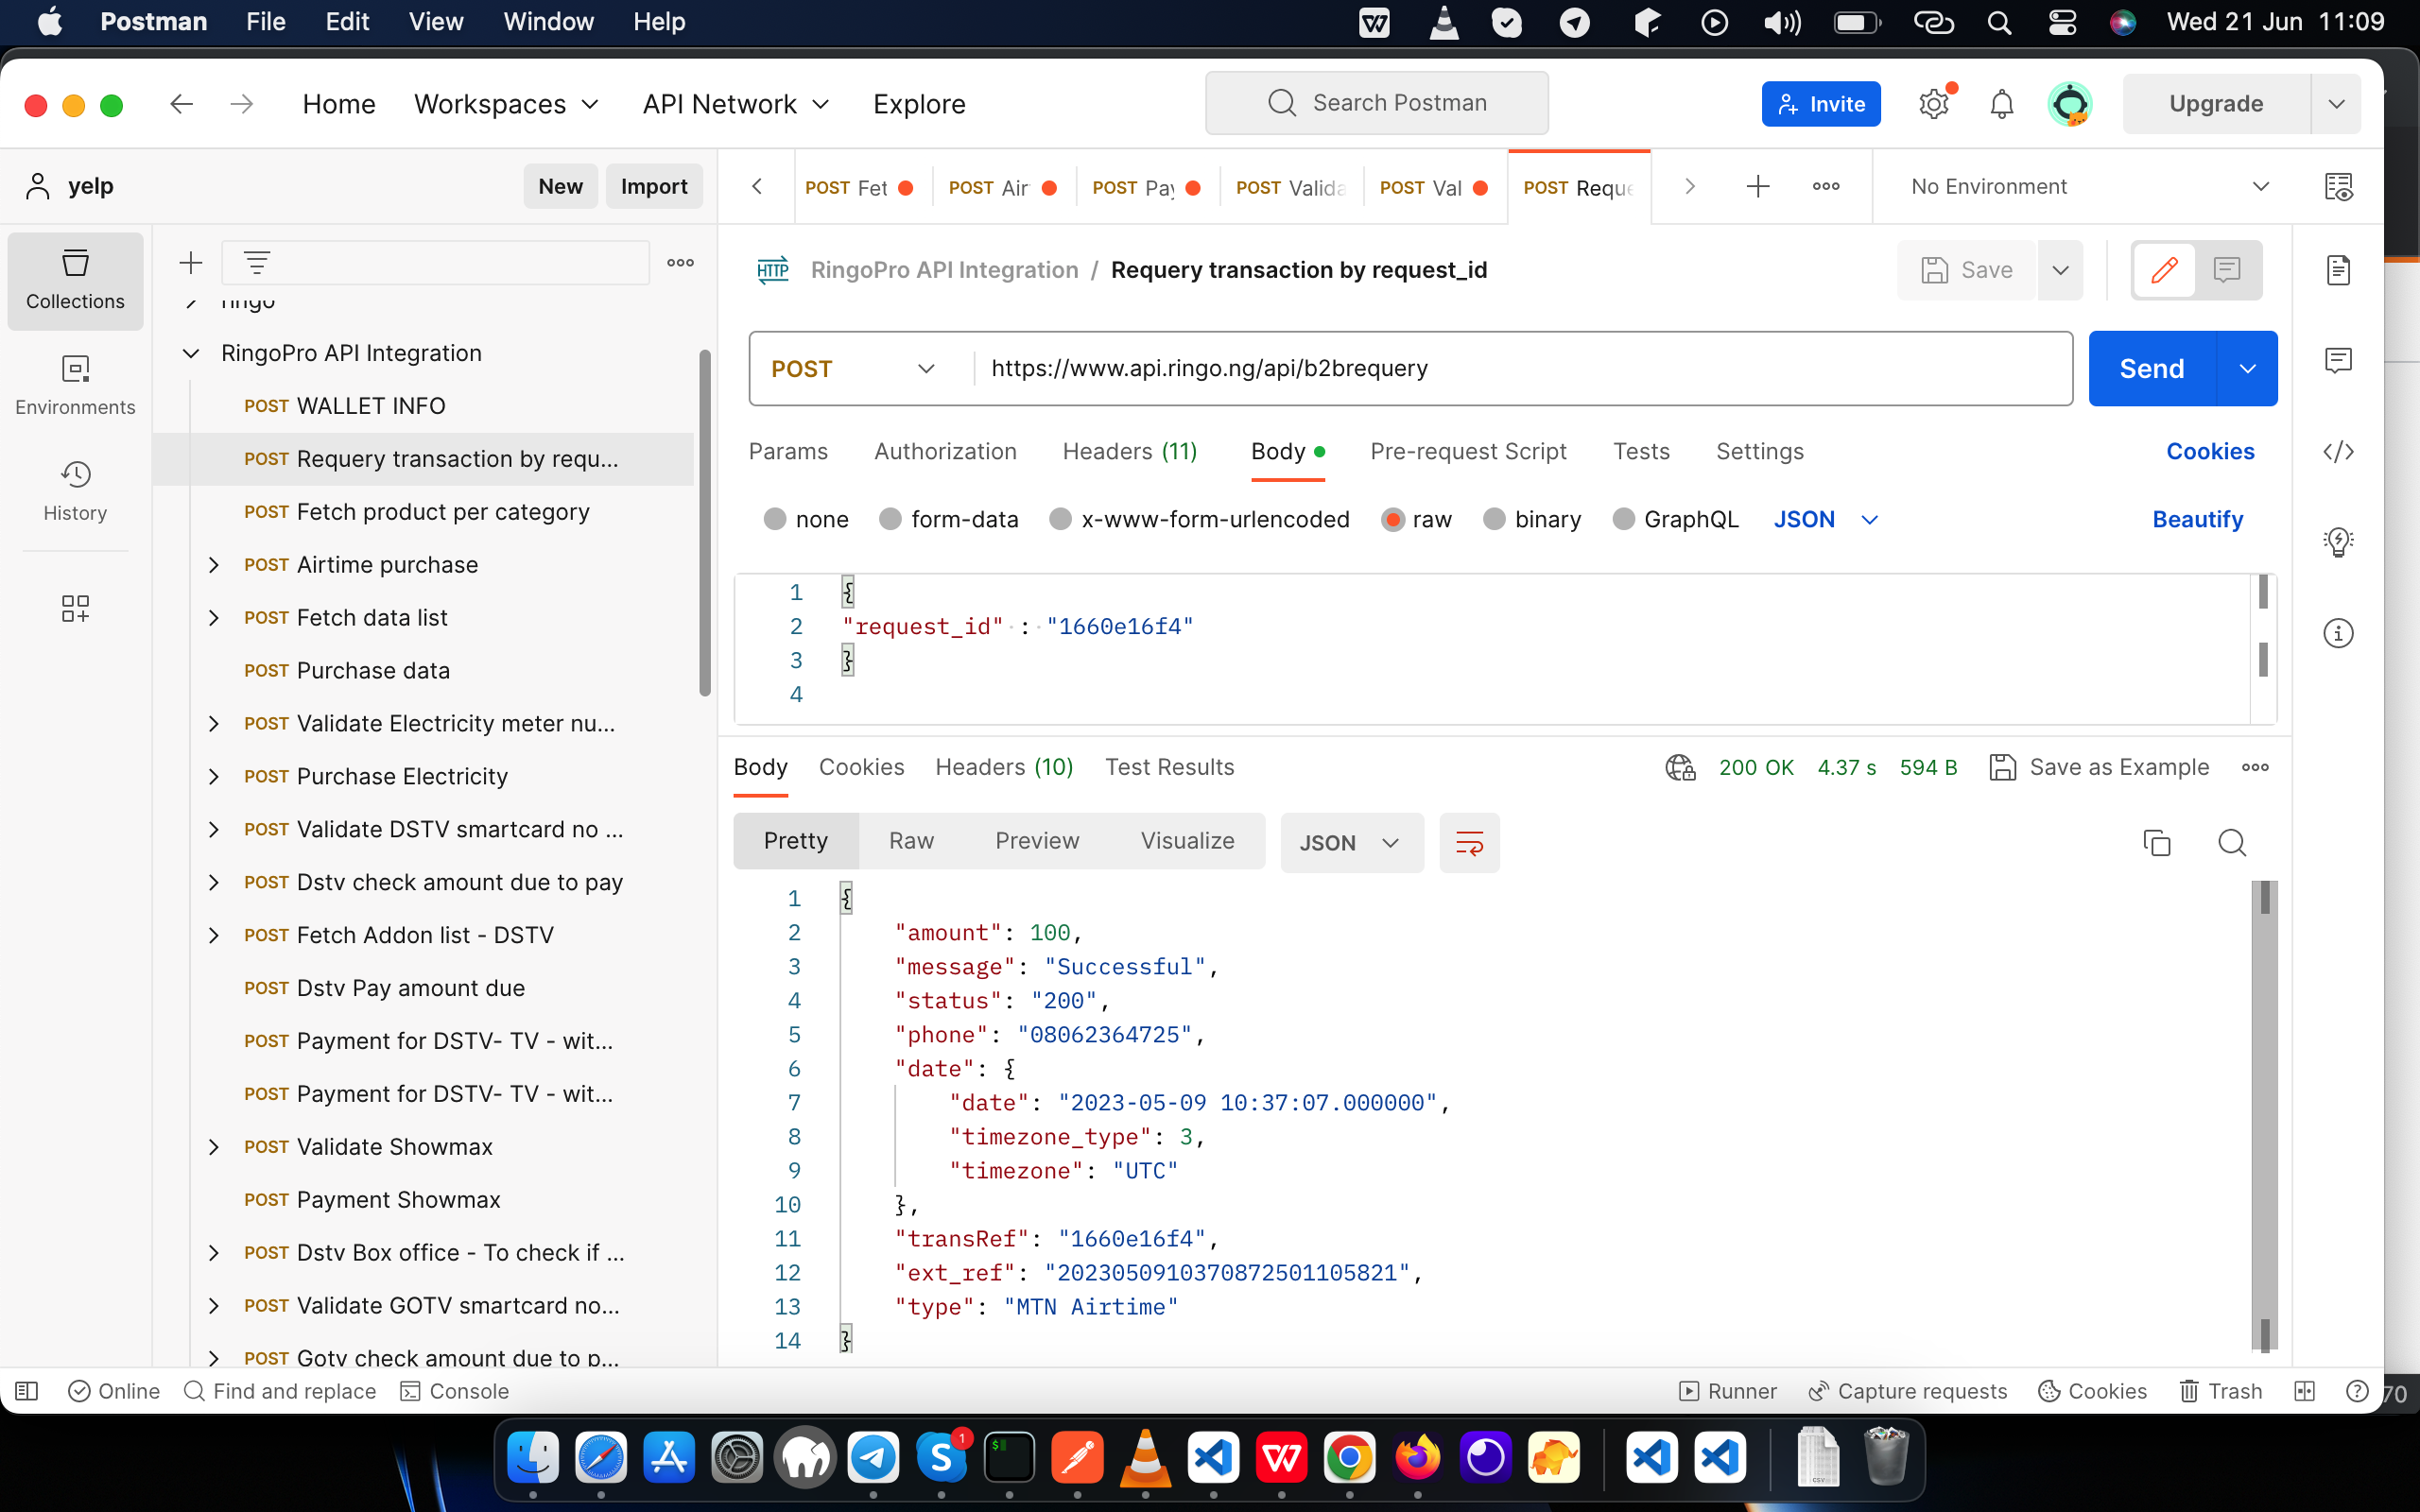 Postman File Edit View Window Help Wed 21 Jun 11:09
Home Workspaces API Network Explore Search Postman Invite Upgrade
yelp New Import POST Fet POST Air POST Pay POST Valida POST Val POST Reque No Environment
Collections
Environments
History
ringo
RingoPro API Integration
POST WALLET INFO
POST Requery transaction by requ...
POST Fetch product per category
POST Airtime purchase
POST Fetch data list
POST Purchase data
POST Validate Electricity meter nu...
POST Purchase Electricity
POST Validate DSTV smartcard no ...
POST Dstv check amount due to pay
POST Fetch Addon list - DSTV
POST Dstv Pay amount due
POST Payment for DSTV- TV - wit...
POST Payment for DSTV- TV - wit...
POST Validate Showmax
POST Payment Showmax
POST Dstv Box office - To check if ...
POST Validate GOTV smartcard no...
POST Gotv check amount due to p...
HTTP RingoPro API Integration / Requery transaction by request_id Save
POST https://www.api.ringo.ng/api/b2brequery Send
Params Authorization Headers (11) Body Pre-request Script Tests Settings Cookies
none form-data x-www-form-urlencoded raw binary GraphQL JSON Beautify
1 {
2 "request_id" : "1660e16f4"
3 }
4
Body Cookies Headers (10) Test Results 200 OK 4.37 s 594 B Save as Example
Pretty Raw Preview Visualize JSON
1 {
2 "amount": 100,
3 "message": "Successful",
4 "status": "200",
5 "phone": "08062364725",
6 "date": {
7 "date": "2023-05-09 10:37:07.000000",
8 "timezone_type": 3,
9 "timezone": "UTC"
10 },
11 "transRef": "1660e16f4",
12 "ext_ref": "2023050910370872501105821",
13 "type": "MTN Airtime"
14 }
Online Find and replace Console Runner Capture requests Cookies Trash 70
1
CSV